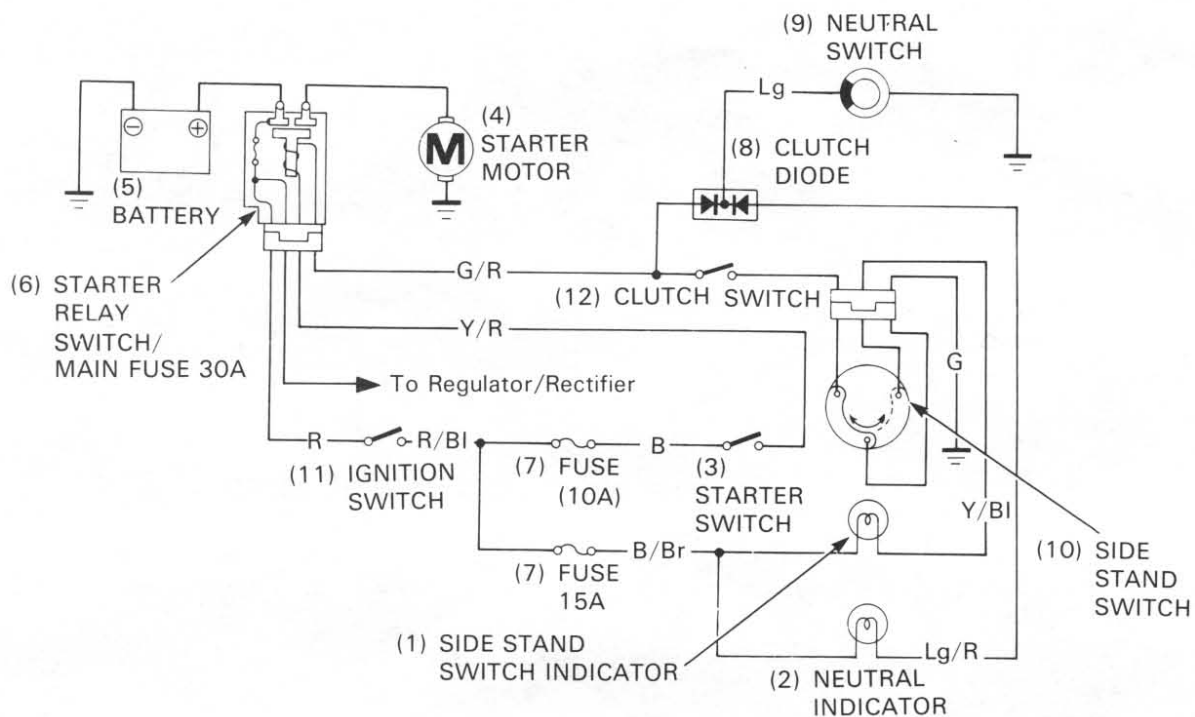 (9) NEUTRAL
SWITCH
Lg
(4)
STARTER
MOTOR
M
(8) CLUTCH
DIODE
(5)
BATTERY
(6) STARTER
RELAY
SWITCH/
MAIN FUSE 30A
G/R
(12) CLUTCH SWITCH
Y/R
G
To Regulator/Rectifier
R
R/Bl
B
(11) IGNITION
SWITCH
(7) FUSE
(10A)
(3)
STARTER
SWITCH
Y/Bl
(10) SIDE
STAND
SWITCH
B/Br
(7) FUSE
15A
(1) SIDE STAND
SWITCH INDICATOR
Lg/R
(2) NEUTRAL
INDICATOR